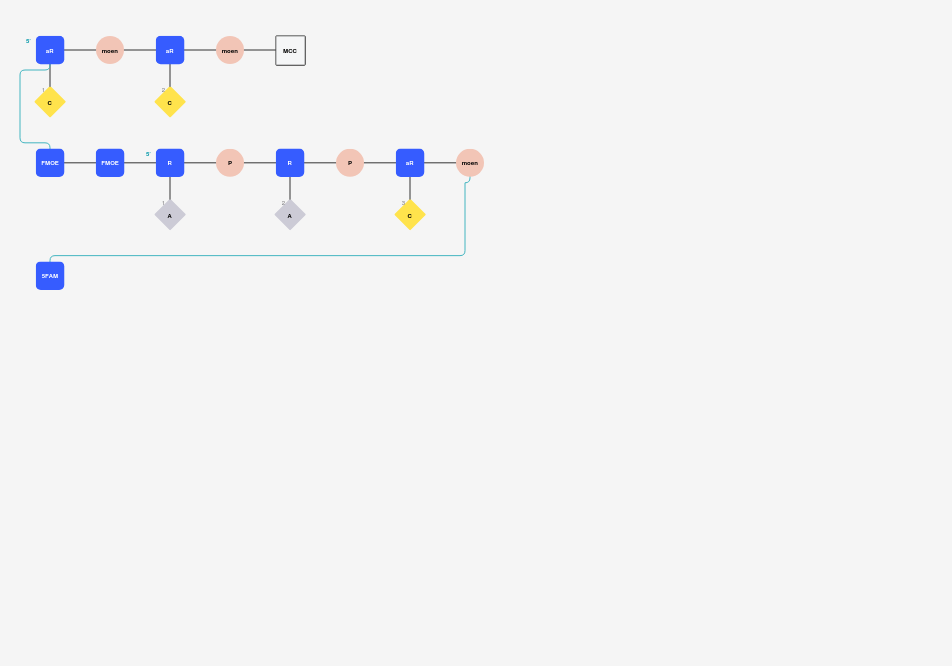 5'
aR moen aR moen MCC
1 2
C C
5'
FMOE FMOE R P R P aR moen
1 2 3
A A C
5FAM